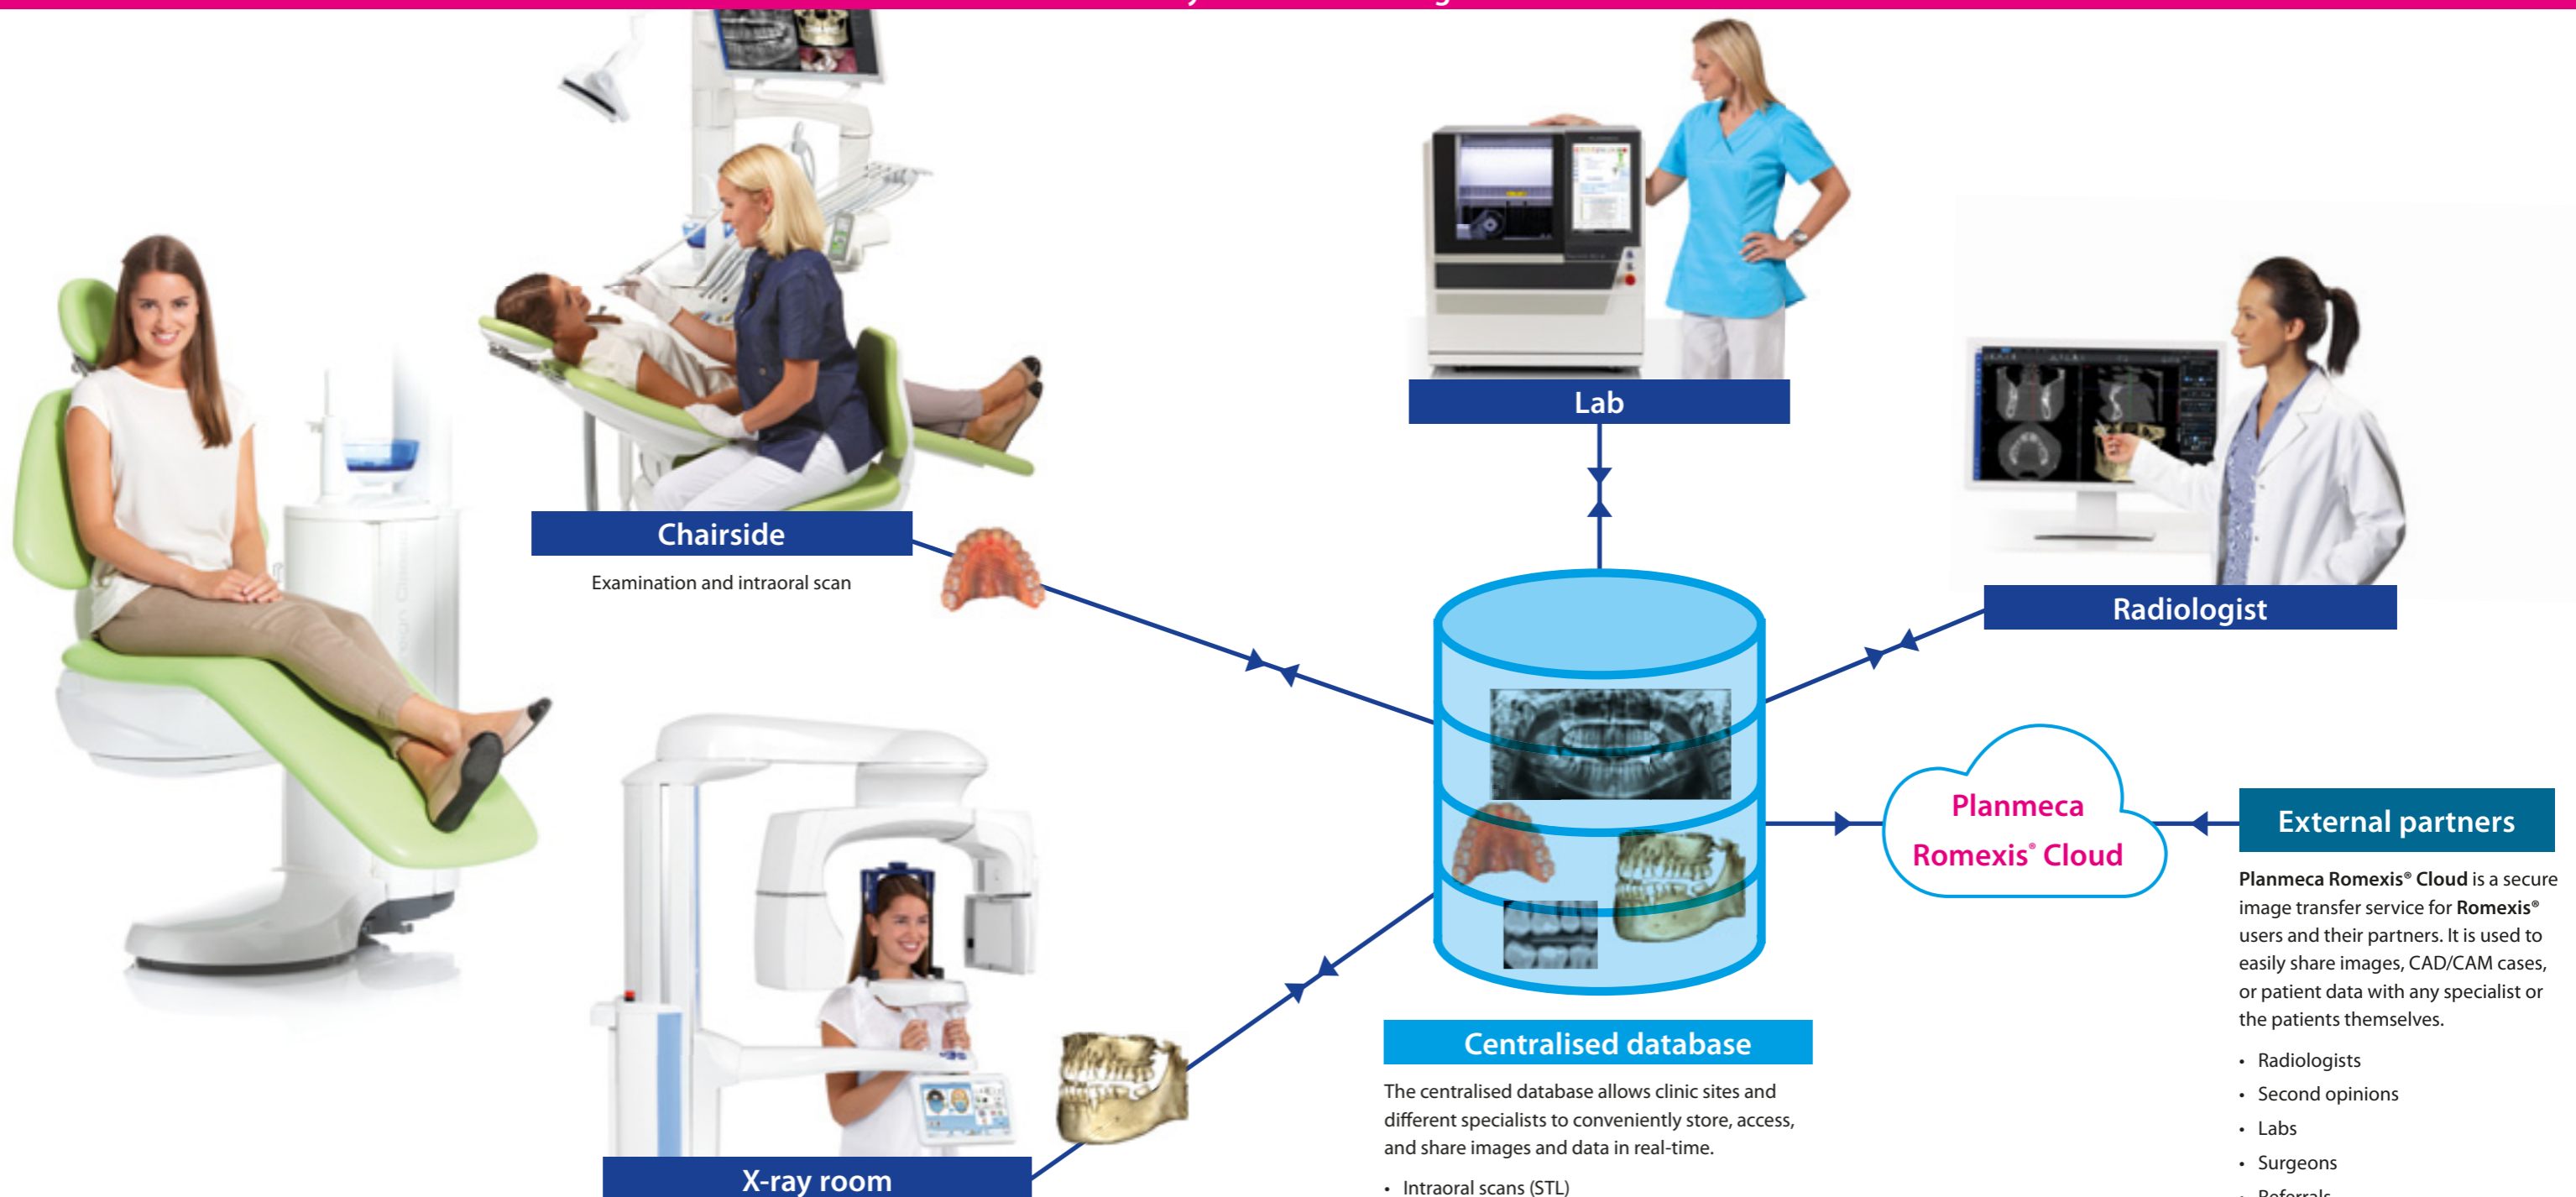 Chairside
Examination and intraoral scan
Lab
Radiologist
X-ray room
Centralised database
The centralised database allows clinic sites and
different specialists to conveniently store, access,
and share images and data in real-time.
• Intraoral scans (STL)
Planmeca
Romexis® Cloud
External partners
Planmeca Romexis® Cloud is a secure
image transfer service for Romexis®
users and their partners. It is used to
easily share images, CAD/CAM cases,
or patient data with any specialist or
the patients themselves.
• Radiologists
• Second opinions
• Labs
• Surgeons
• Referrals